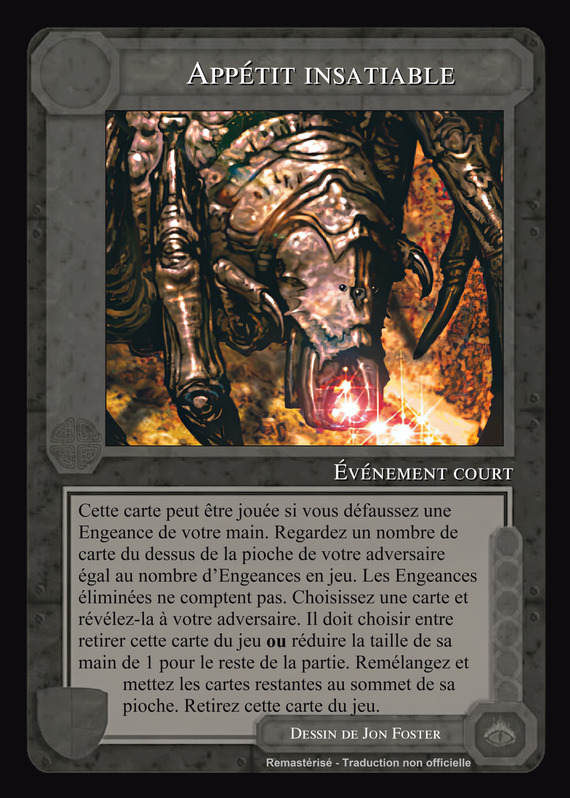 Appétit insatiable
Événement court
Cette carte peut être jouée si vous défaussez une
Engeance de votre main. Regardez un nombre de
carte du dessus de la pioche de votre adversaire
égal au nombre d’Engeances en jeu. Les Engeances
éliminées ne comptent pas. Choisissez une carte et
révélez-la à votre adversaire. Il doit choisir entre
retirer cette carte du jeu ou réduire la taille de sa
main de 1 pour le reste de la partie. Remélangez et
mettez les cartes restantes au sommet de sa
pioche. Retirez cette carte du jeu.
Dessin de Jon Foster
Remastérisé - Traduction non officielle